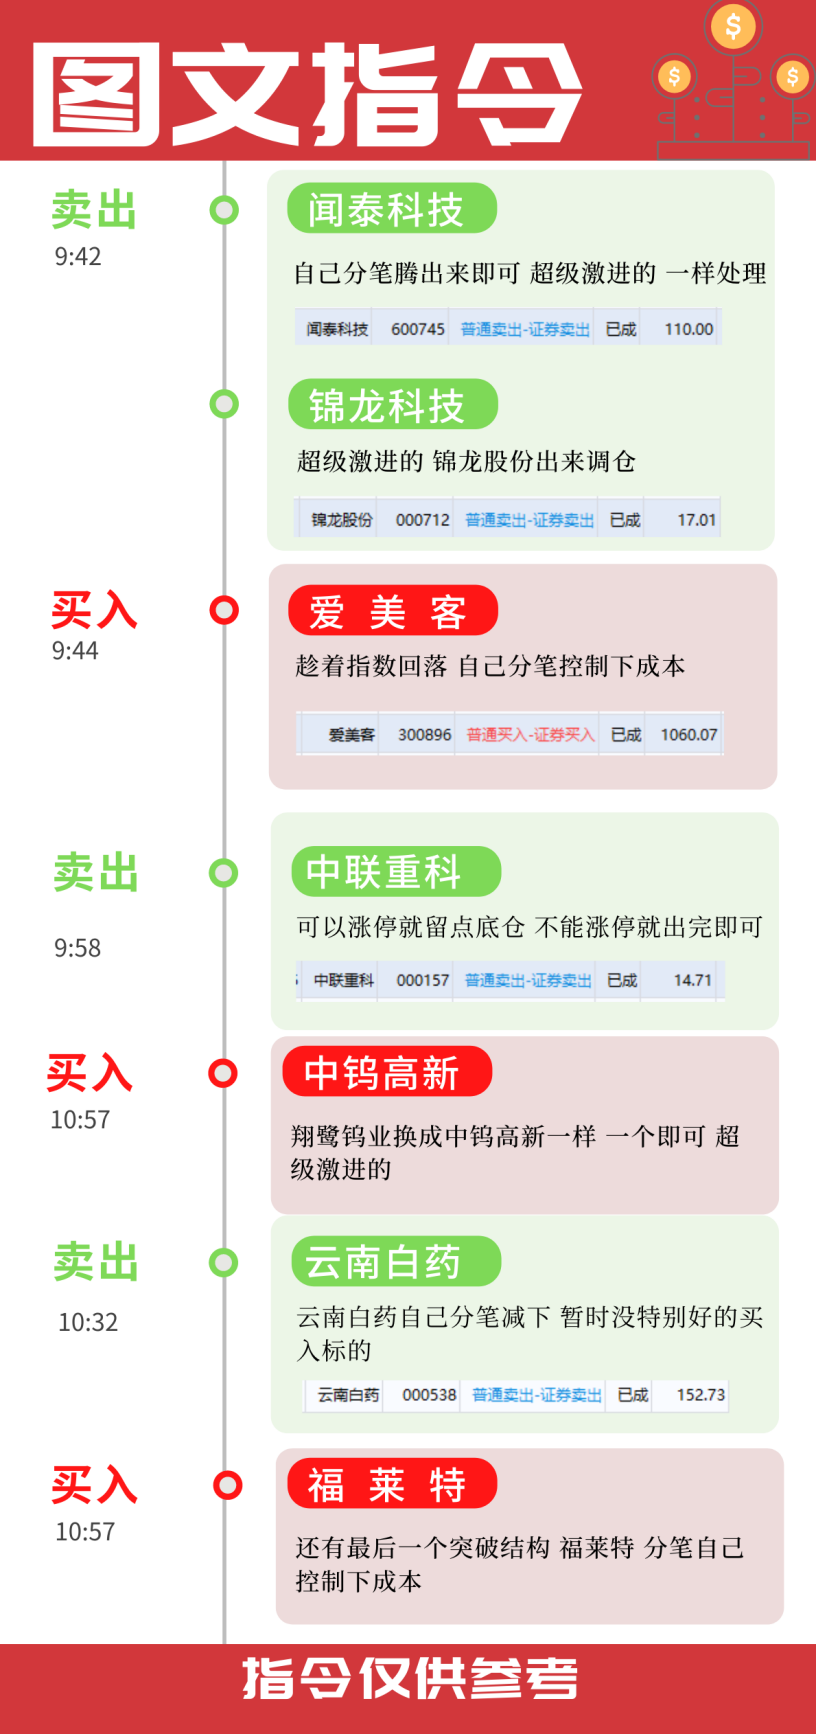 图文指令
卖出
9:42
闻泰科技
自己分笔腾出来即可 超级激进的 一样处理
闻泰科技 600745 普通卖出-证券卖出 已成 110.00
锦龙科技
超级激进的 锦龙股份出来调仓
锦龙股份 000712 普通卖出-证券卖出 已成 17.01
买入
9:44
爱 美 客
趁着指数回落 自己分笔控制下成本
爱美客 300896 普通买入-证券买入 已成 1060.07
卖出
9:58
中联重科
可以涨停就留点底仓 不能涨停就出完即可
中联重科 000157 普通卖出-证券卖出 已成 14.71
买入
10:57
中钨高新
翔鹭钨业换成中钨高新一样 一个即可 超
级激进的
卖出
10:32
云南白药
云南白药自己分笔减下 暂时没特别好的买
入标的
云南白药 000538 普通卖出-证券卖出 已成 152.73
买入
10:57
福 莱 特
还有最后一个突破结构 福莱特 分笔自己
控制下成本
指令仅供参考